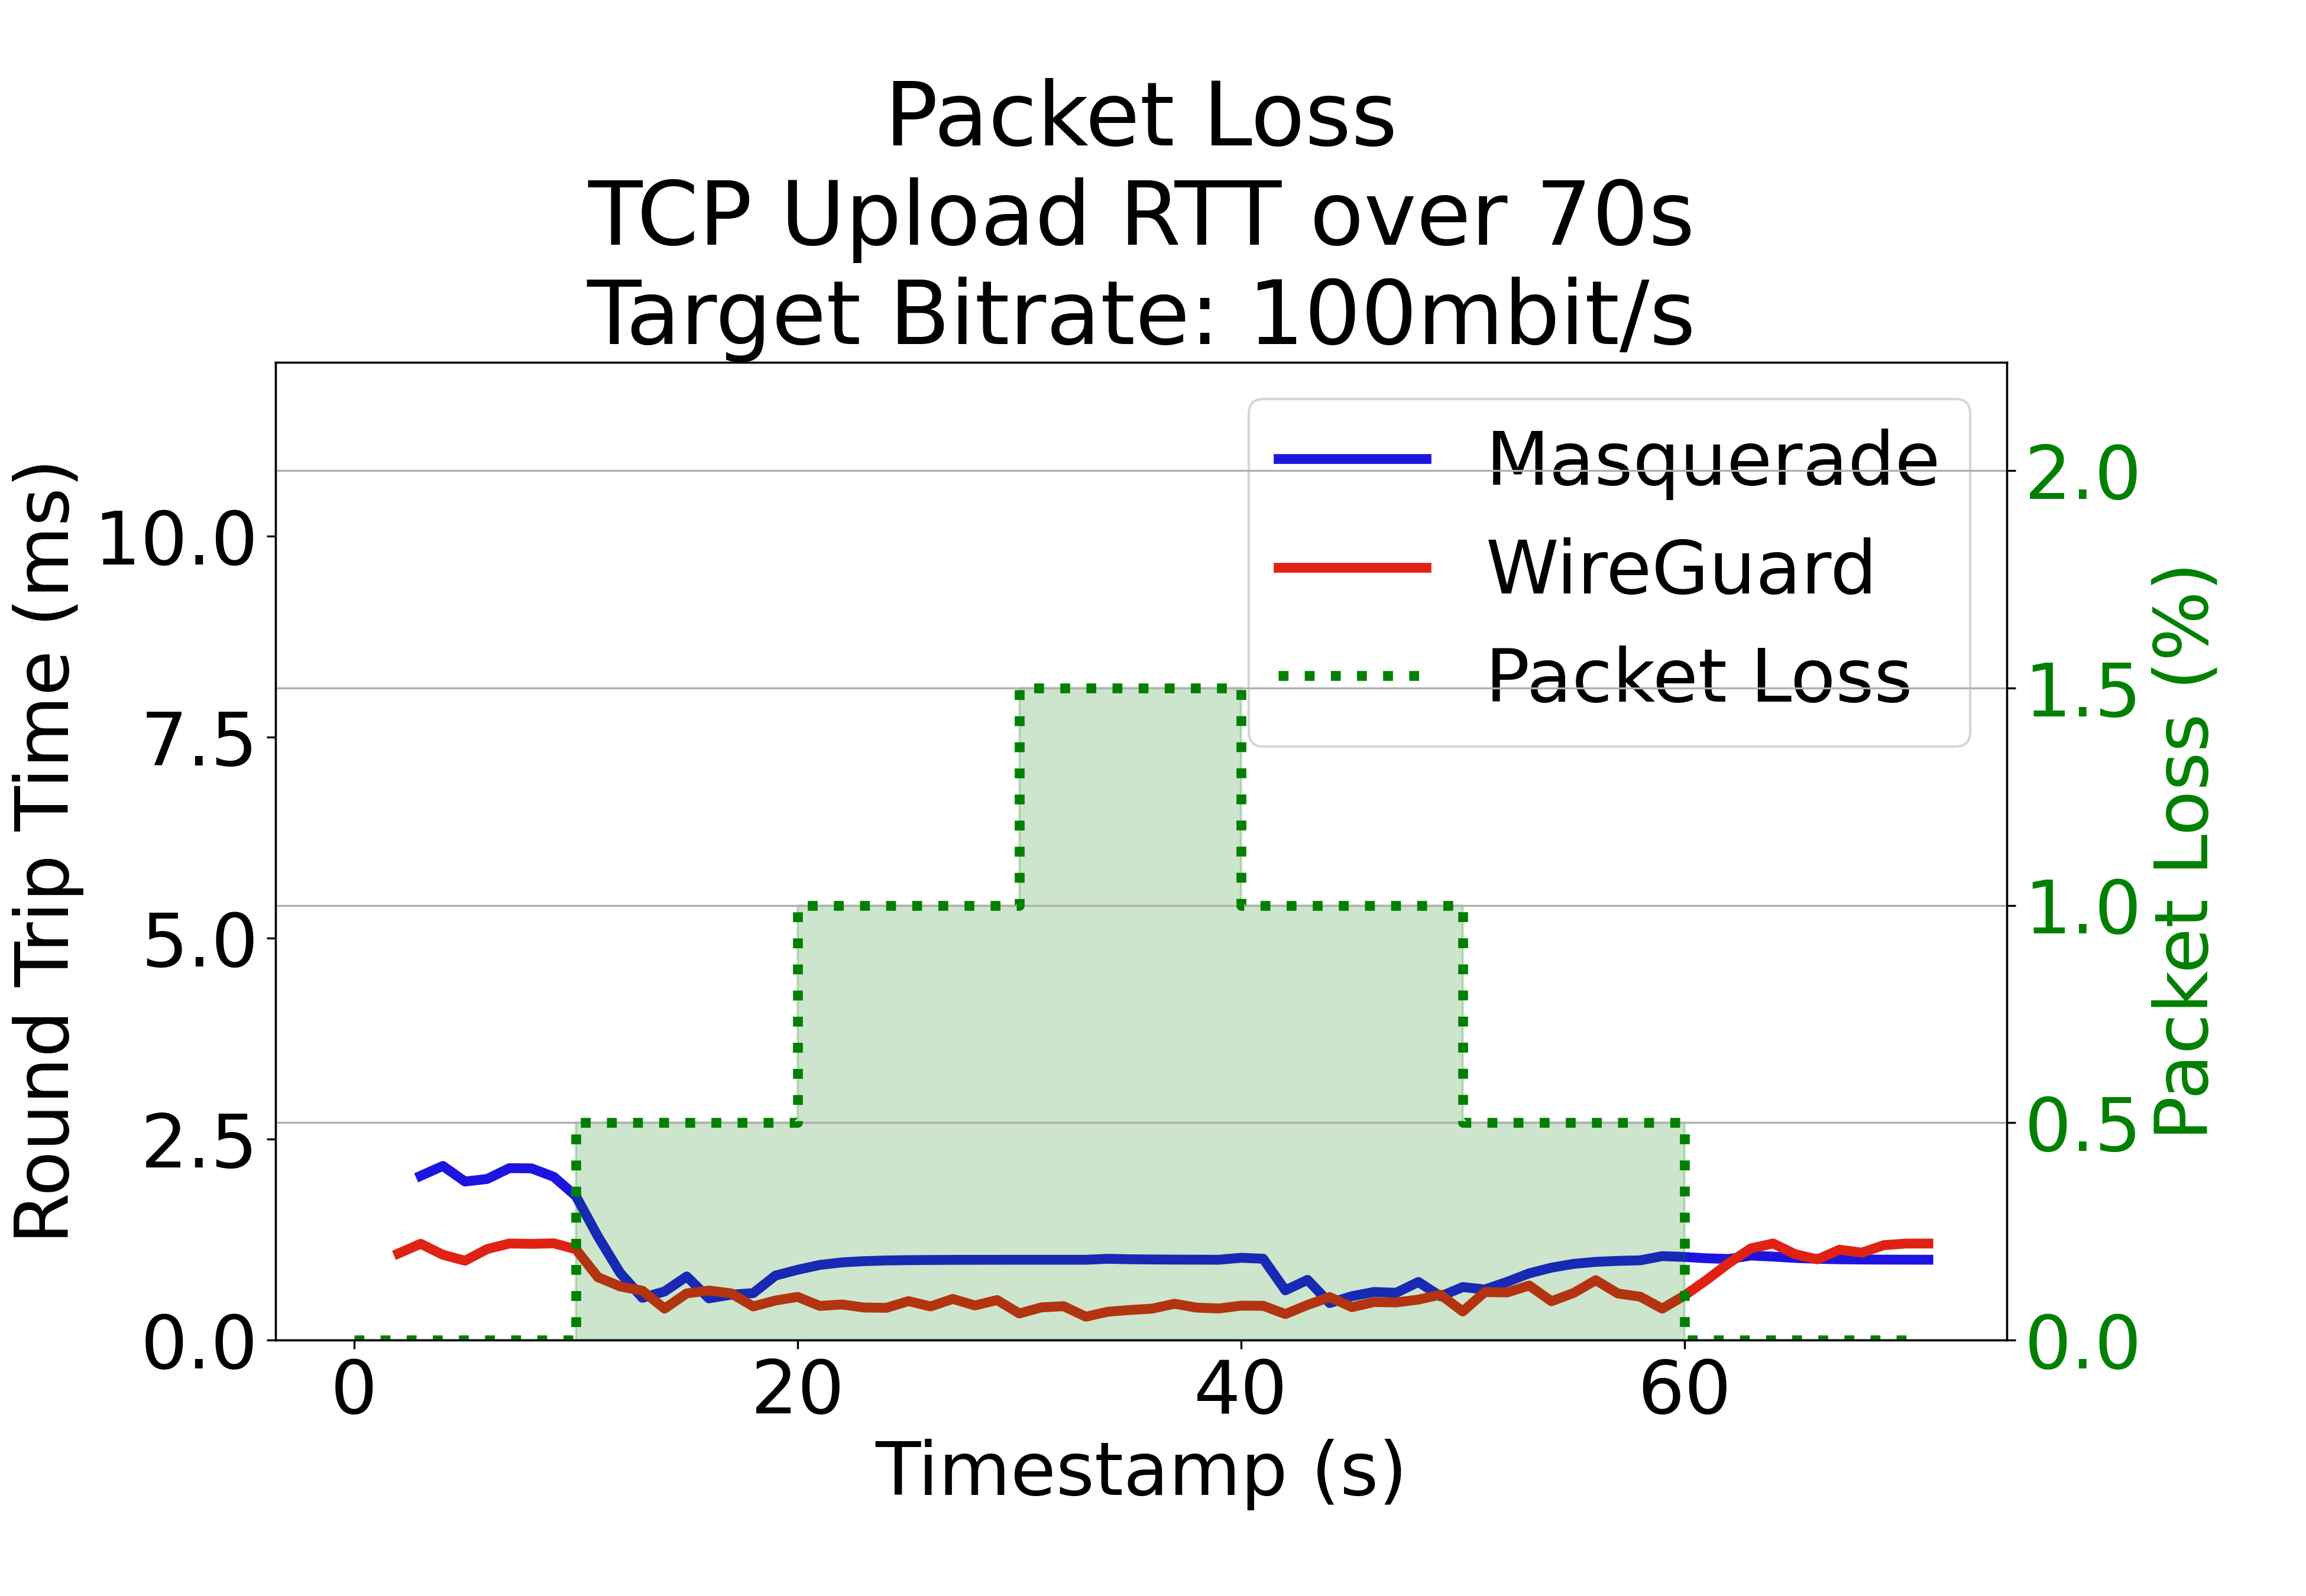 Packet Loss
TCP Upload RTT over 70s
Target Bitrate: 100mbit/s
Masquerade
WireGuard
Packet Loss
Round Trip Time (ms)
10.0
7.5
5.0
2.5
0.0
2.0
1.5
1.0
0.5
0.0
Packet Loss (%)
0 20 40 60
Timestamp (s)